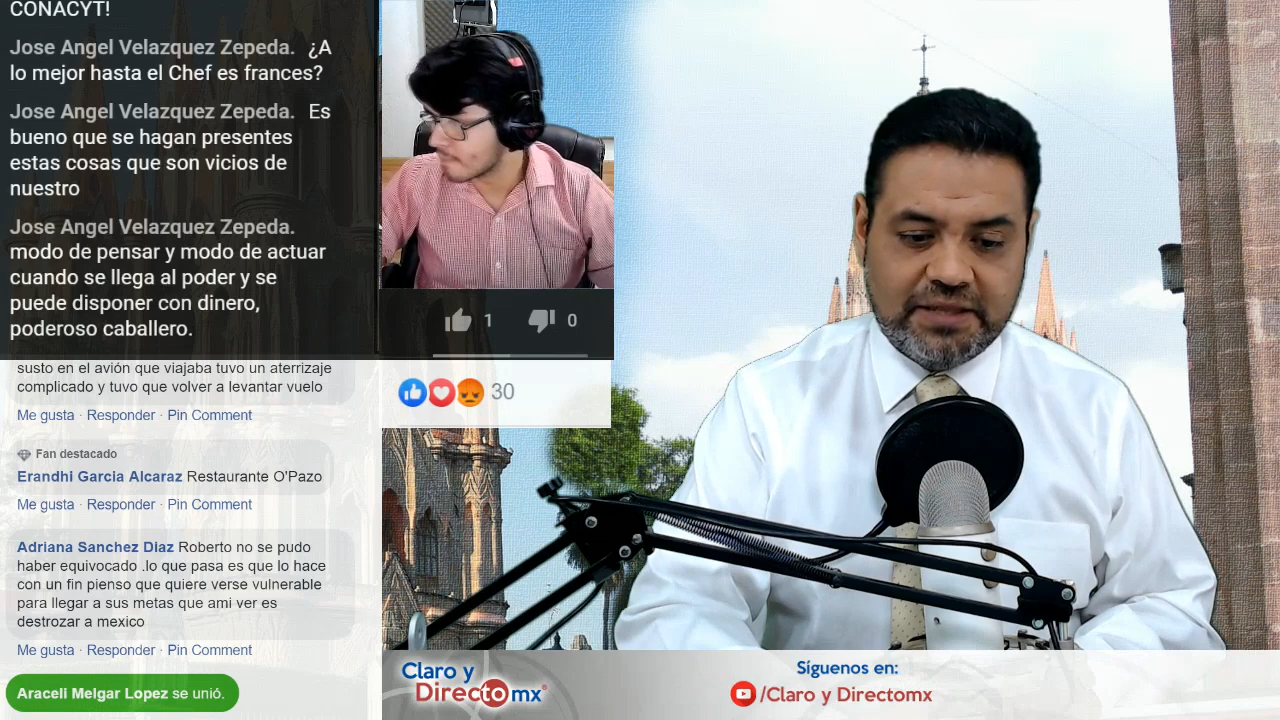 CONACYT!
Jose Angel Velazquez Zepeda. ¿A
lo mejor hasta el Chef es frances?
Jose Angel Velazquez Zepeda. Es
bueno que se hagan presentes
estas cosas que son vicios de
nuestro
Jose Angel Velazquez Zepeda.
modo de pensar y modo de actuar
cuando se llega al poder y se
puede disponer con dinero,
poderoso caballero.
1 0
30
susto en el avión que viajaba tuvo un aterrizaje
complicado y tuvo que volver a levantar vuelo
Me gusta · Responder · Pin Comment
Fan destacado
Erandhi Garcia Alcaraz Restaurante O'Pazo
Me gusta · Responder · Pin Comment
Adriana Sanchez Diaz Roberto no se pudo
haber equivocado .lo que pasa es que lo hace
con un fin pienso que quiere verse vulnerable
para llegar a sus metas que ami ver es
destrozar a mexico
Me gusta · Responder · Pin Comment
Araceli Melgar Lopez se unió.
Claro y
Directomx®
Síguenos en:
/Claro y Directomx